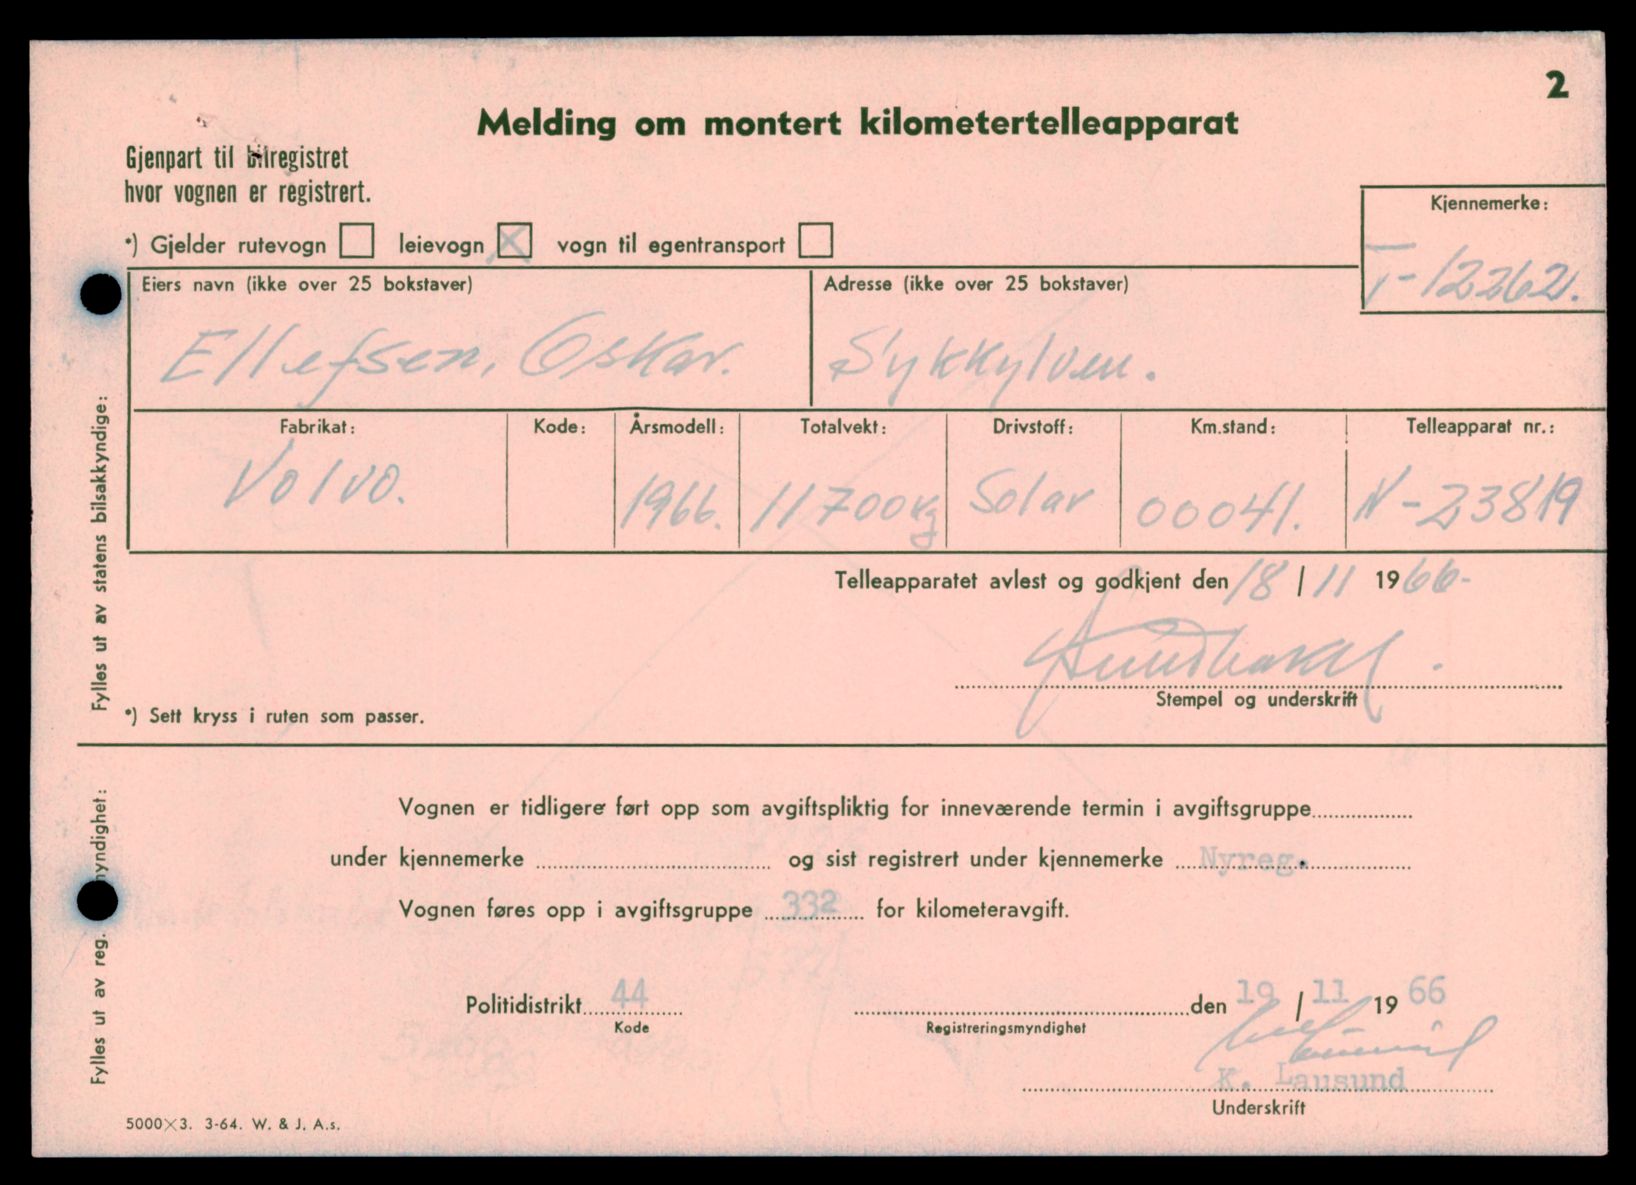 2
Melding om montert kilometertelleapparat
Gjenpart til bilregistret
hvor vognen er registrert.
*) Gjelder rutevogn leievogn X vogn til egentransport
Kjennemerke:
T-12262.
Eiers navn (ikke over 25 bokstaver)
Adresse (ikke over 25 bokstaver)
Ellefsen, Oskar.
Sykkylven.
Fabrikat: Kode: Årsmodell: Totalvekt: Drivstoff: Km.stand: Telleapparat nr.:
Volvo. 1966. 11700kg Solar 00041. N-23819
Telleapparatet avlest og godkjent den 18 / 11 1966-
Stempel og underskrift
*) Sett kryss i ruten som passer.
Fylles ut av statens bilsakkyndige:
Vognen er tidligere ført opp som avgiftspliktig for inneværende termin i avgiftsgruppe
under kjennemerke og sist registrert under kjennemerke Nyreg.
Vognen føres opp i avgiftsgruppe 332 for kilometeravgift.
Politidistrikt 44 den 19 / 11 1966
Kode
Registreringsmyndighet
K. Lausund
Underskrift
Fylles ut av reg. myndighet:
5000×3. 3-64. W. & J. A.s.